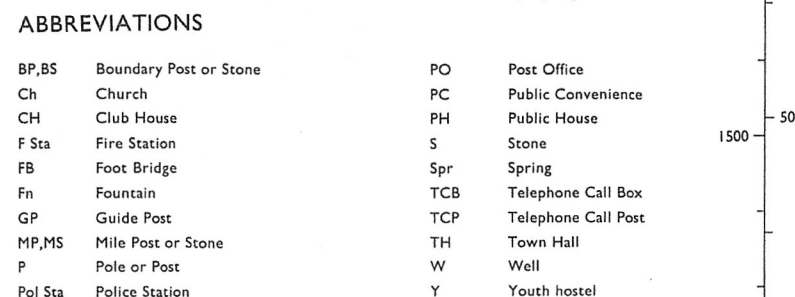 ABBREVIATIONS
BP,BS Boundary Post or Stone
Ch Church
CH Club House
F Sta Fire Station
FB Foot Bridge
Fn Fountain
GP Guide Post
MP,MS Mile Post or Stone
P Pole or Post
Pol Sta Police Station
PO Post Office
PC Public Convenience
PH Public House
S Stone
Spr Spring
TCB Telephone Call Box
TCP Telephone Call Post
TH Town Hall
W Well
Y Youth hostel
50
1500